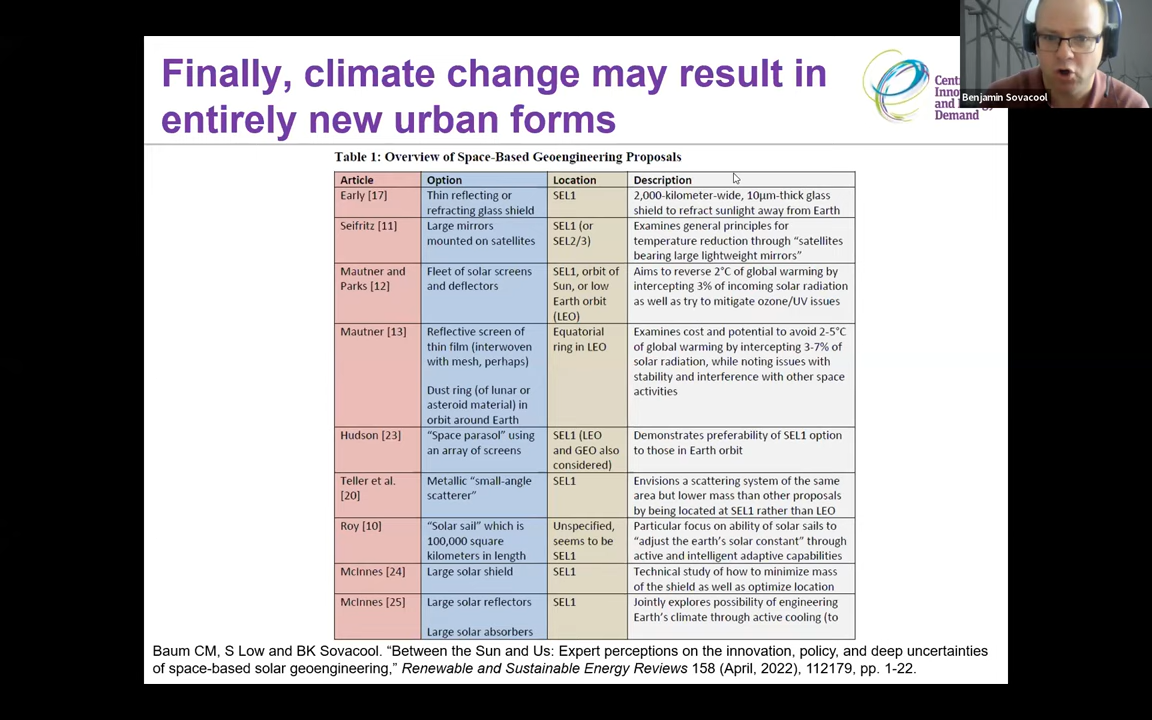 Finally, climate change may result in
entirely new urban forms
Benjamin Sovacool
and
Demand
Table 1: Overview of Space-Based Geoengineering Proposals
Article Option Location Description
Early [17] Thin reflecting or SEL1 2,000-kilometer-wide, 10µm-thick glass
refracting glass shield shield to refract sunlight away from Earth
Seifritz [11] Large mirrors SEL1 (or Examines general principles for
mounted on satellites SEL2/3) temperature reduction through “satellites
bearing large lightweight mirrors”
Mautner and Fleet of solar screens SEL1, orbit of Aims to reverse 2°C of global warming by
Parks [12] and deflectors Sun, or low intercepting 3% of incoming solar radiation
Earth orbit as well as try to mitigate ozone/UV issues
(LEO)
Mautner [13] Reflective screen of Equatorial Examines cost and potential to avoid 2-5°C
thin film (interwoven ring in LEO of global warming by intercepting 3-7% of
with mesh, perhaps) solar radiation, while noting issues with
stability and interference with other space
Dust ring (of lunar or activities
asteroid material) in
orbit around Earth
Hudson [23] “Space parasol” using SEL1 (LEO Demonstrates preferability of SEL1 option
an array of screens and GEO also to those in Earth orbit
considered)
Teller et al. Metallic “small-angle SEL1 Envisions a scattering system of the same
[20] scatterer” area but lower mass than other proposals
by being located at SEL1 rather than LEO
Roy [10] “Solar sail” which is Unspecified, Particular focus on ability of solar sails to
100,000 square seems to be “adjust the earth’s solar constant” through
kilometers in length SEL1 active and intelligent adaptive capabilities
McInnes [24] Large solar shield SEL1 Technical study of how to minimize mass
of the shield as well as optimize location
McInnes [25] Large solar reflectors SEL1 Jointly explores possibility of engineering
Earth’s climate through active cooling (to
Large solar absorbers
Baum CM, S Low and BK Sovacool. “Between the Sun and Us: Expert perceptions on the innovation, policy, and deep uncertainties
of space-based solar geoengineering,” Renewable and Sustainable Energy Reviews 158 (April, 2022), 112179, pp. 1-22.